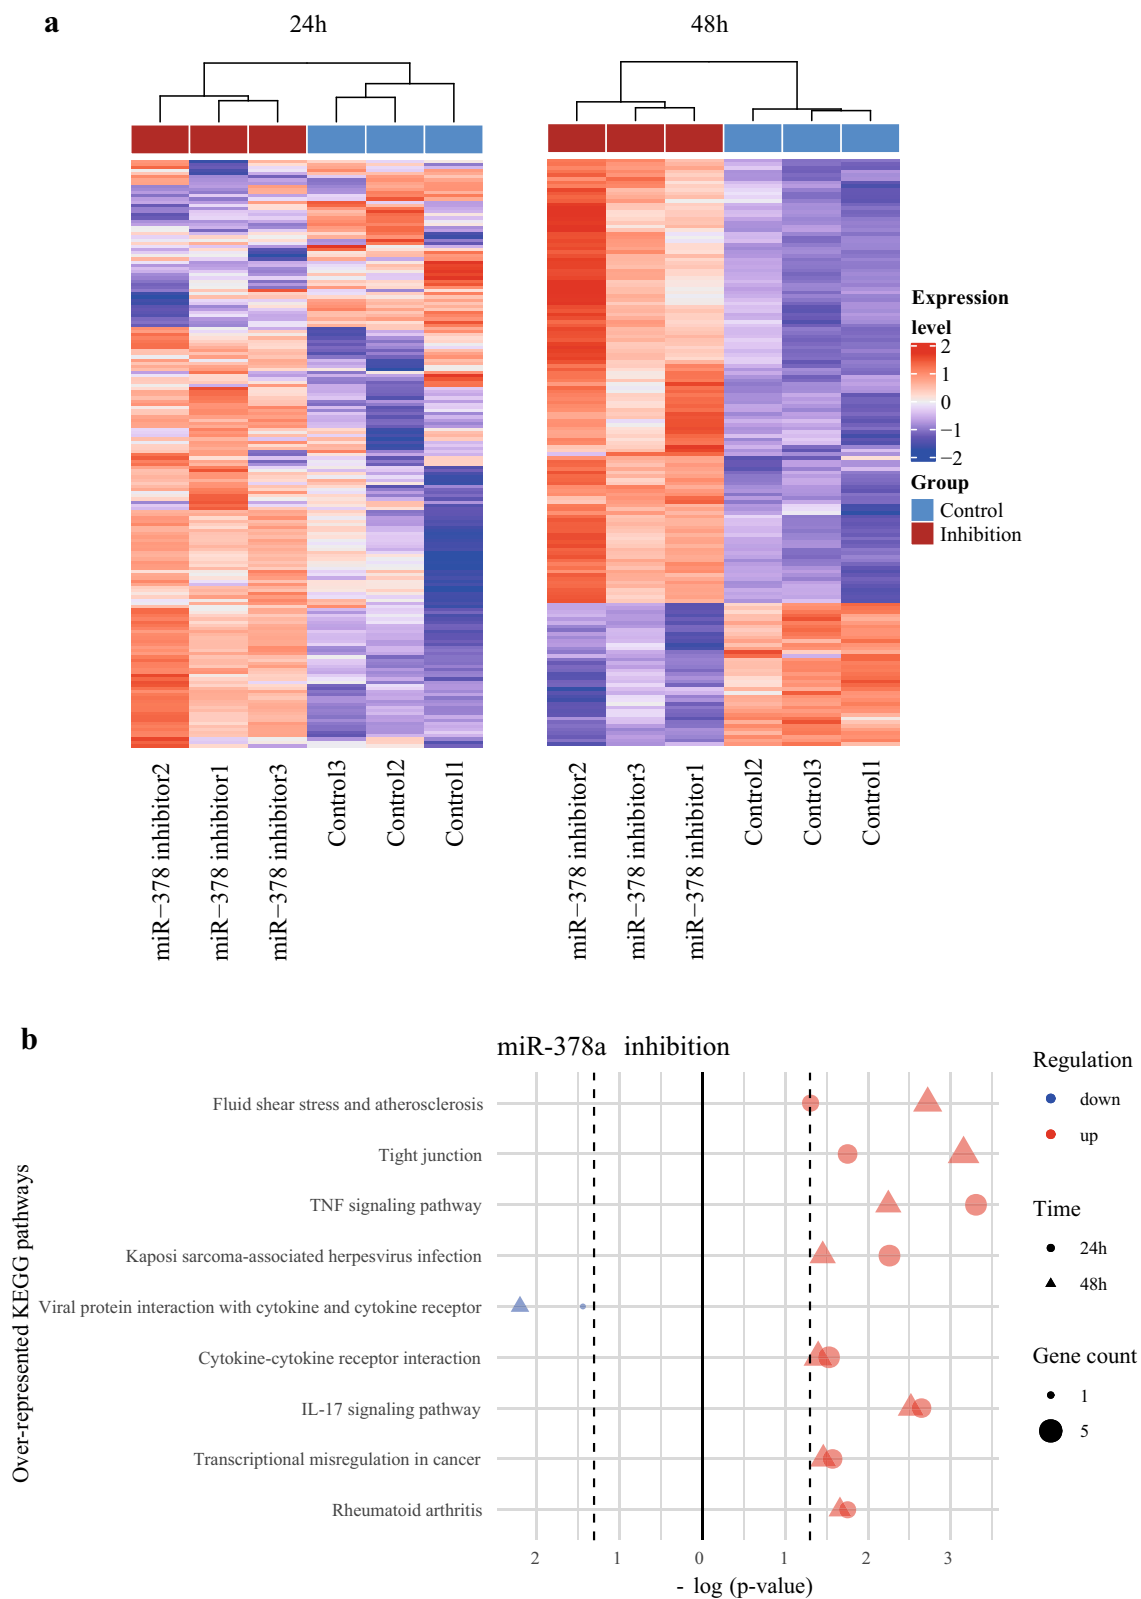 a
24h
48h
Expression
level
2
1
0
−1
−2
Group
Control
Inhibition
miR−378 inhibitor2
miR−378 inhibitor1
miR−378 inhibitor3
Control3
Control2
Control1
miR−378 inhibitor2
miR−378 inhibitor3
miR−378 inhibitor1
Control2
Control3
Control1
b
miR-378a inhibition
Over-represented KEGG pathways
Fluid shear stress and atherosclerosis
Tight junction
TNF signaling pathway
Kaposi sarcoma-associated herpesvirus infection
Viral protein interaction with cytokine and cytokine receptor
Cytokine-cytokine receptor interaction
IL-17 signaling pathway
Transcriptional misregulation in cancer
Rheumatoid arthritis
2 1 0 1 2 3
- log (p-value)
Regulation
down
up
Time
24h
48h
Gene count
1
5